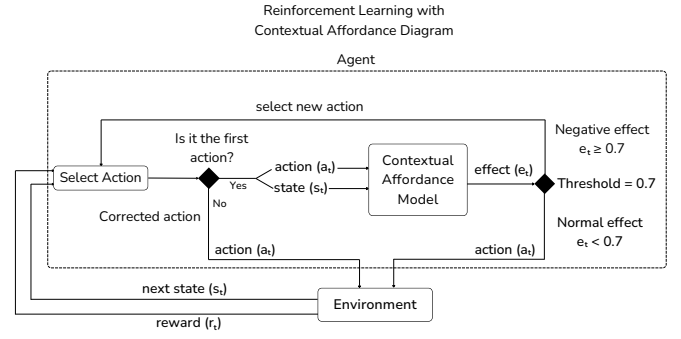 Reinforcement Learning with
Contextual Affordance Diagram
Agent
select new action
Is it the first
action?
Negative effect
eₜ ≥ 0.7
Select Action
Yes
No
action (aₜ)
state (sₜ)
Contextual
Affordance
Model
effect (eₜ)
Threshold = 0.7
Corrected action
Normal effect
eₜ < 0.7
action (aₜ)
action (aₜ)
next state (sₜ)
Environment
reward (rₜ)